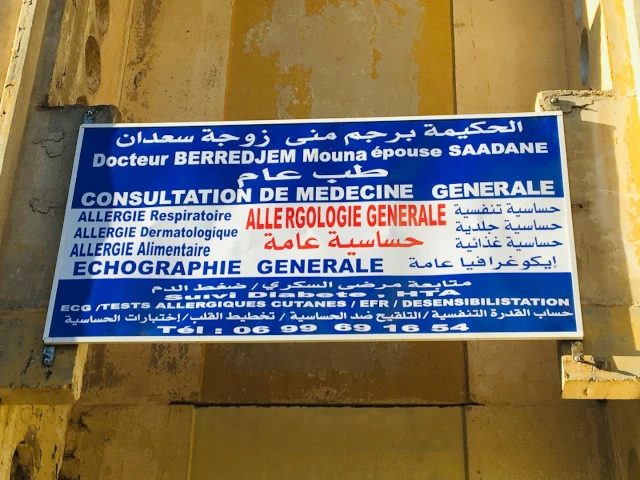 الحكيمة برجم منى زوجة سعدان
Docteur BERREDJEM Mouna épouse SAADANE
طب عام
CONSULTATION DE MEDECINE GENERALE
ALLERGIE Respiratoire ALLERGOLOGIE GENERALE حساسية تنفسية
ALLERGIE Dermatologique حساسية جلدية
ALLERGIE Alimentaire حساسية عامة حساسية غذائية
ECHOGRAPHIE GENERALE إيكوغرافيا عامة
متابعة مرضى السكري / ضغط الدم
Suivi Diabete, HTA
ECG /TESTS ALLERGIQUES CUTANES / EFR / DESENSIBILISTATION
حساب القدرة التنفسية/التلقيح ضد الحساسية / تخطيط القلب/إختبارات الحساسية
Tél : 06 99 69 16 54